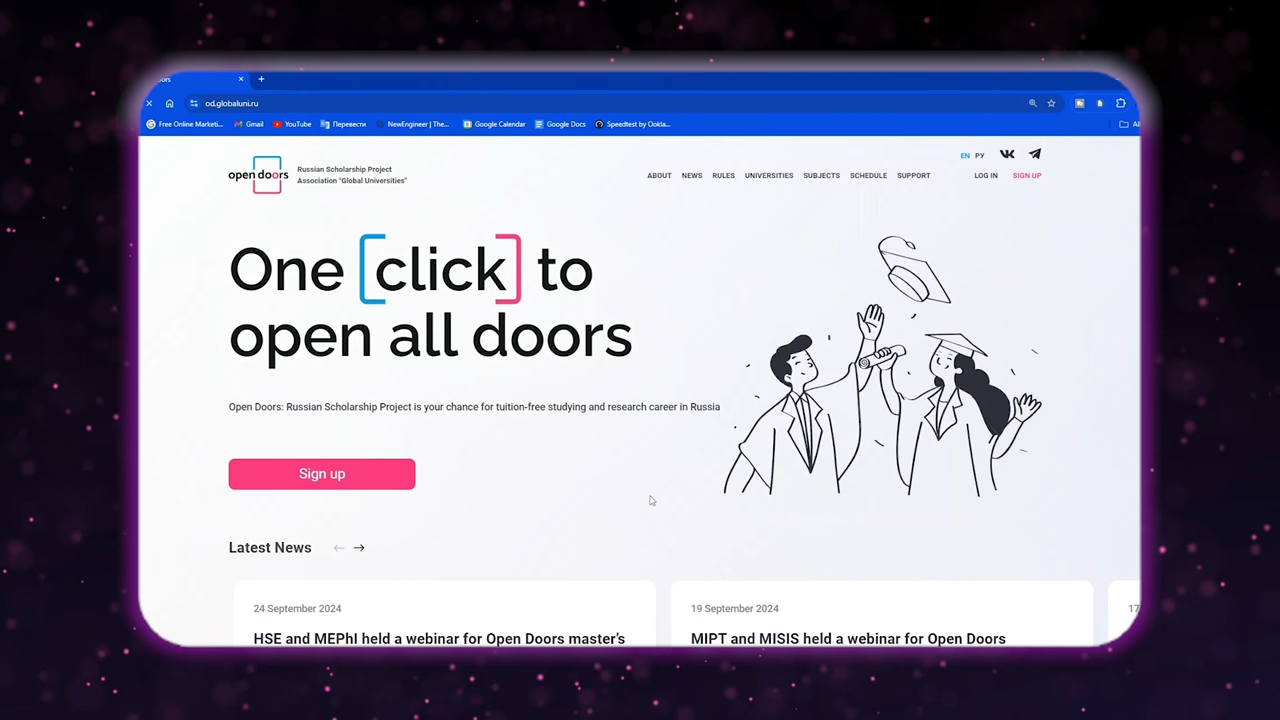 ors
od.globaluni.ru
Free Online Marketi... Gmail YouTube Перевести NewEngineer | The... Google Calendar Google Docs Speedtest by Ookla...
open doors
Russian Scholarship Project
Association "Global Universities"
EN РУ
ABOUT NEWS RULES UNIVERSITIES SUBJECTS SCHEDULE SUPPORT LOG IN SIGN UP
One [click] to
open all doors
Open Doors: Russian Scholarship Project is your chance for tuition-free studying and research career in Russia
Sign up
Latest News
24 September 2024
HSE and MEPhI held a webinar for Open Doors master’s
19 September 2024
MIPT and MISIS held a webinar for Open Doors
17